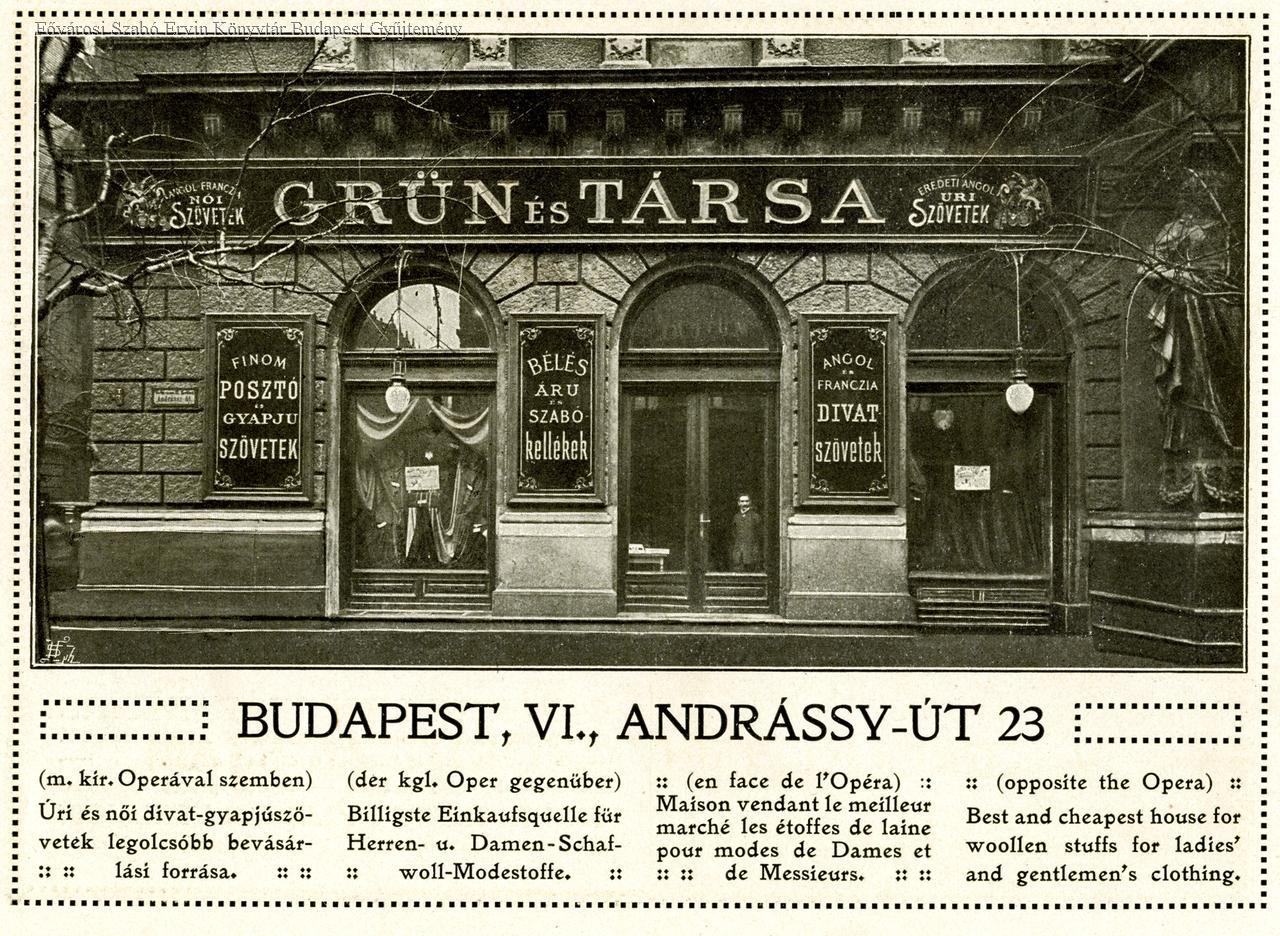 Fővárosi Szabó Ervin Könyvtár Budapest Gyűjtemény
ANGOL FRANCZIA
NŐI
SZÖVETEK
GRÜN ÉS TÁRSA
EREDETI ANGOL
URI
SZÖVETEK
FINOM
POSZTÓ
ÉS
GYAPJU
SZÖVETEK
BÉLÉS
ÁRU
ÉS
SZABÓ
kellékek
ANGOL
ÉS
FRANCZIA
DIVAT
szövetek
BUDAPEST, VI., ANDRÁSSY-ÚT 23
(m. kir. Operával szemben)
Úri és női divat-gyapjúszö-
vetek legolcsóbb bevásár-
:: :: lási forrása. :: ::
(der kgl. Oper gegenüber)
Billigste Einkaufsquelle für
Herren- u. Damen-Schaf-
:: woll-Modestoffe. ::
:: (en face de l'Opéra) ::
Maison vendant le meilleur
marché les étoffes de laine
pour modes de Dames et
:: :: de Messieurs. :: ::
:: (opposite the Opera) ::
Best and cheapest house for
woollen stuffs for ladies'
and gentlemen's clothing.